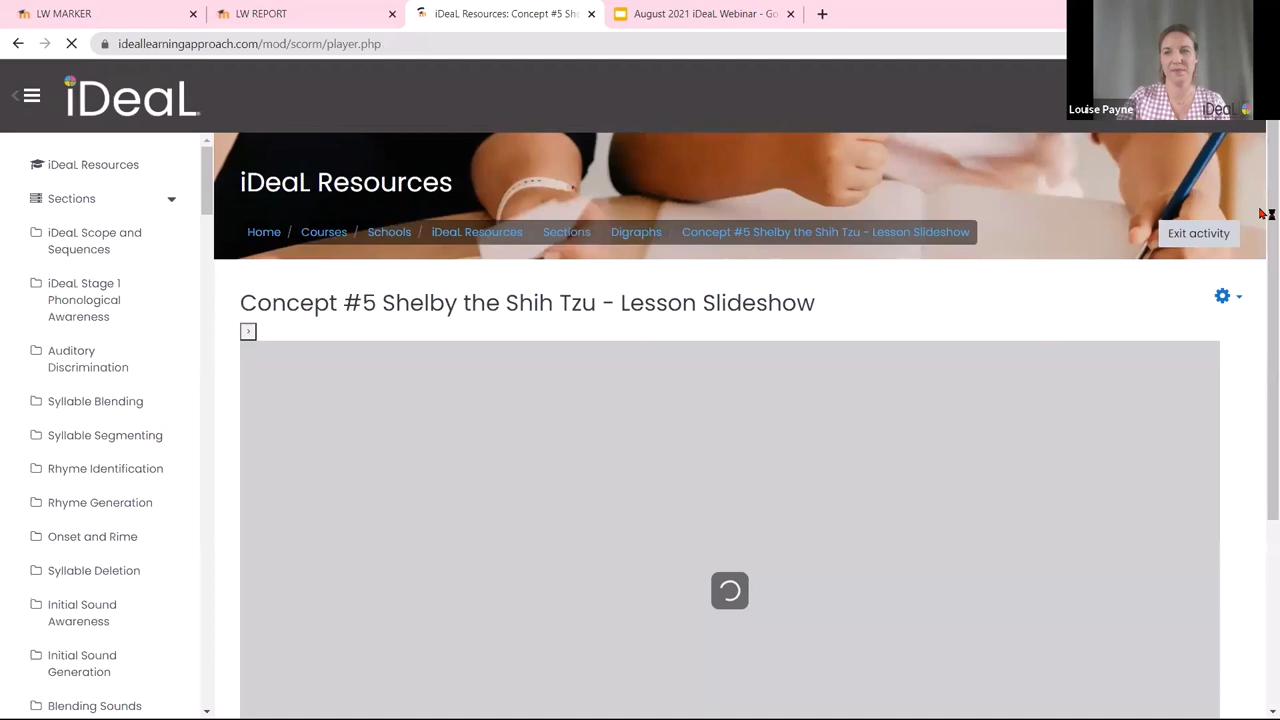 LW MARKER
LW REPORT
iDeaL Resources: Concept #5 Sh
August 2021 iDeaL Webinar - Go
ideallearningapproach.com/mod/scorm/player.php
Louise Payne
iDeaL
iDeaL
iDeaL Resources
Sections
iDeaL Scope and
Sequences
iDeaL Stage 1
Phonological
Awareness
Auditory
Discrimination
Syllable Blending
Syllable Segmenting
Rhyme Identification
Rhyme Generation
Onset and Rime
Syllable Deletion
Initial Sound
Awareness
Initial Sound
Generation
Blending Sounds
iDeaL Resources
Home / Courses / Schools / iDeaL Resources Sections Digraphs Concept #5 Shelby the Shih Tzu - Lesson Slideshow
Exit activity
Concept #5 Shelby the Shih Tzu - Lesson Slideshow